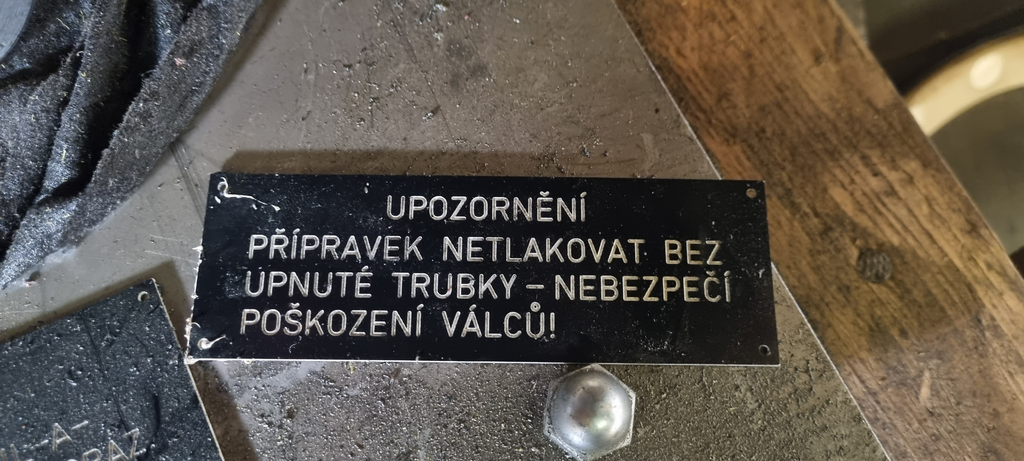 UPOZORNĚNÍ
PŘÍPRAVEK NETLAKOVAT BEZ
UPNUTÉ TRUBKY – NEBEZPEČÍ
POŠKOZENÍ VÁLCŮ!
-A-